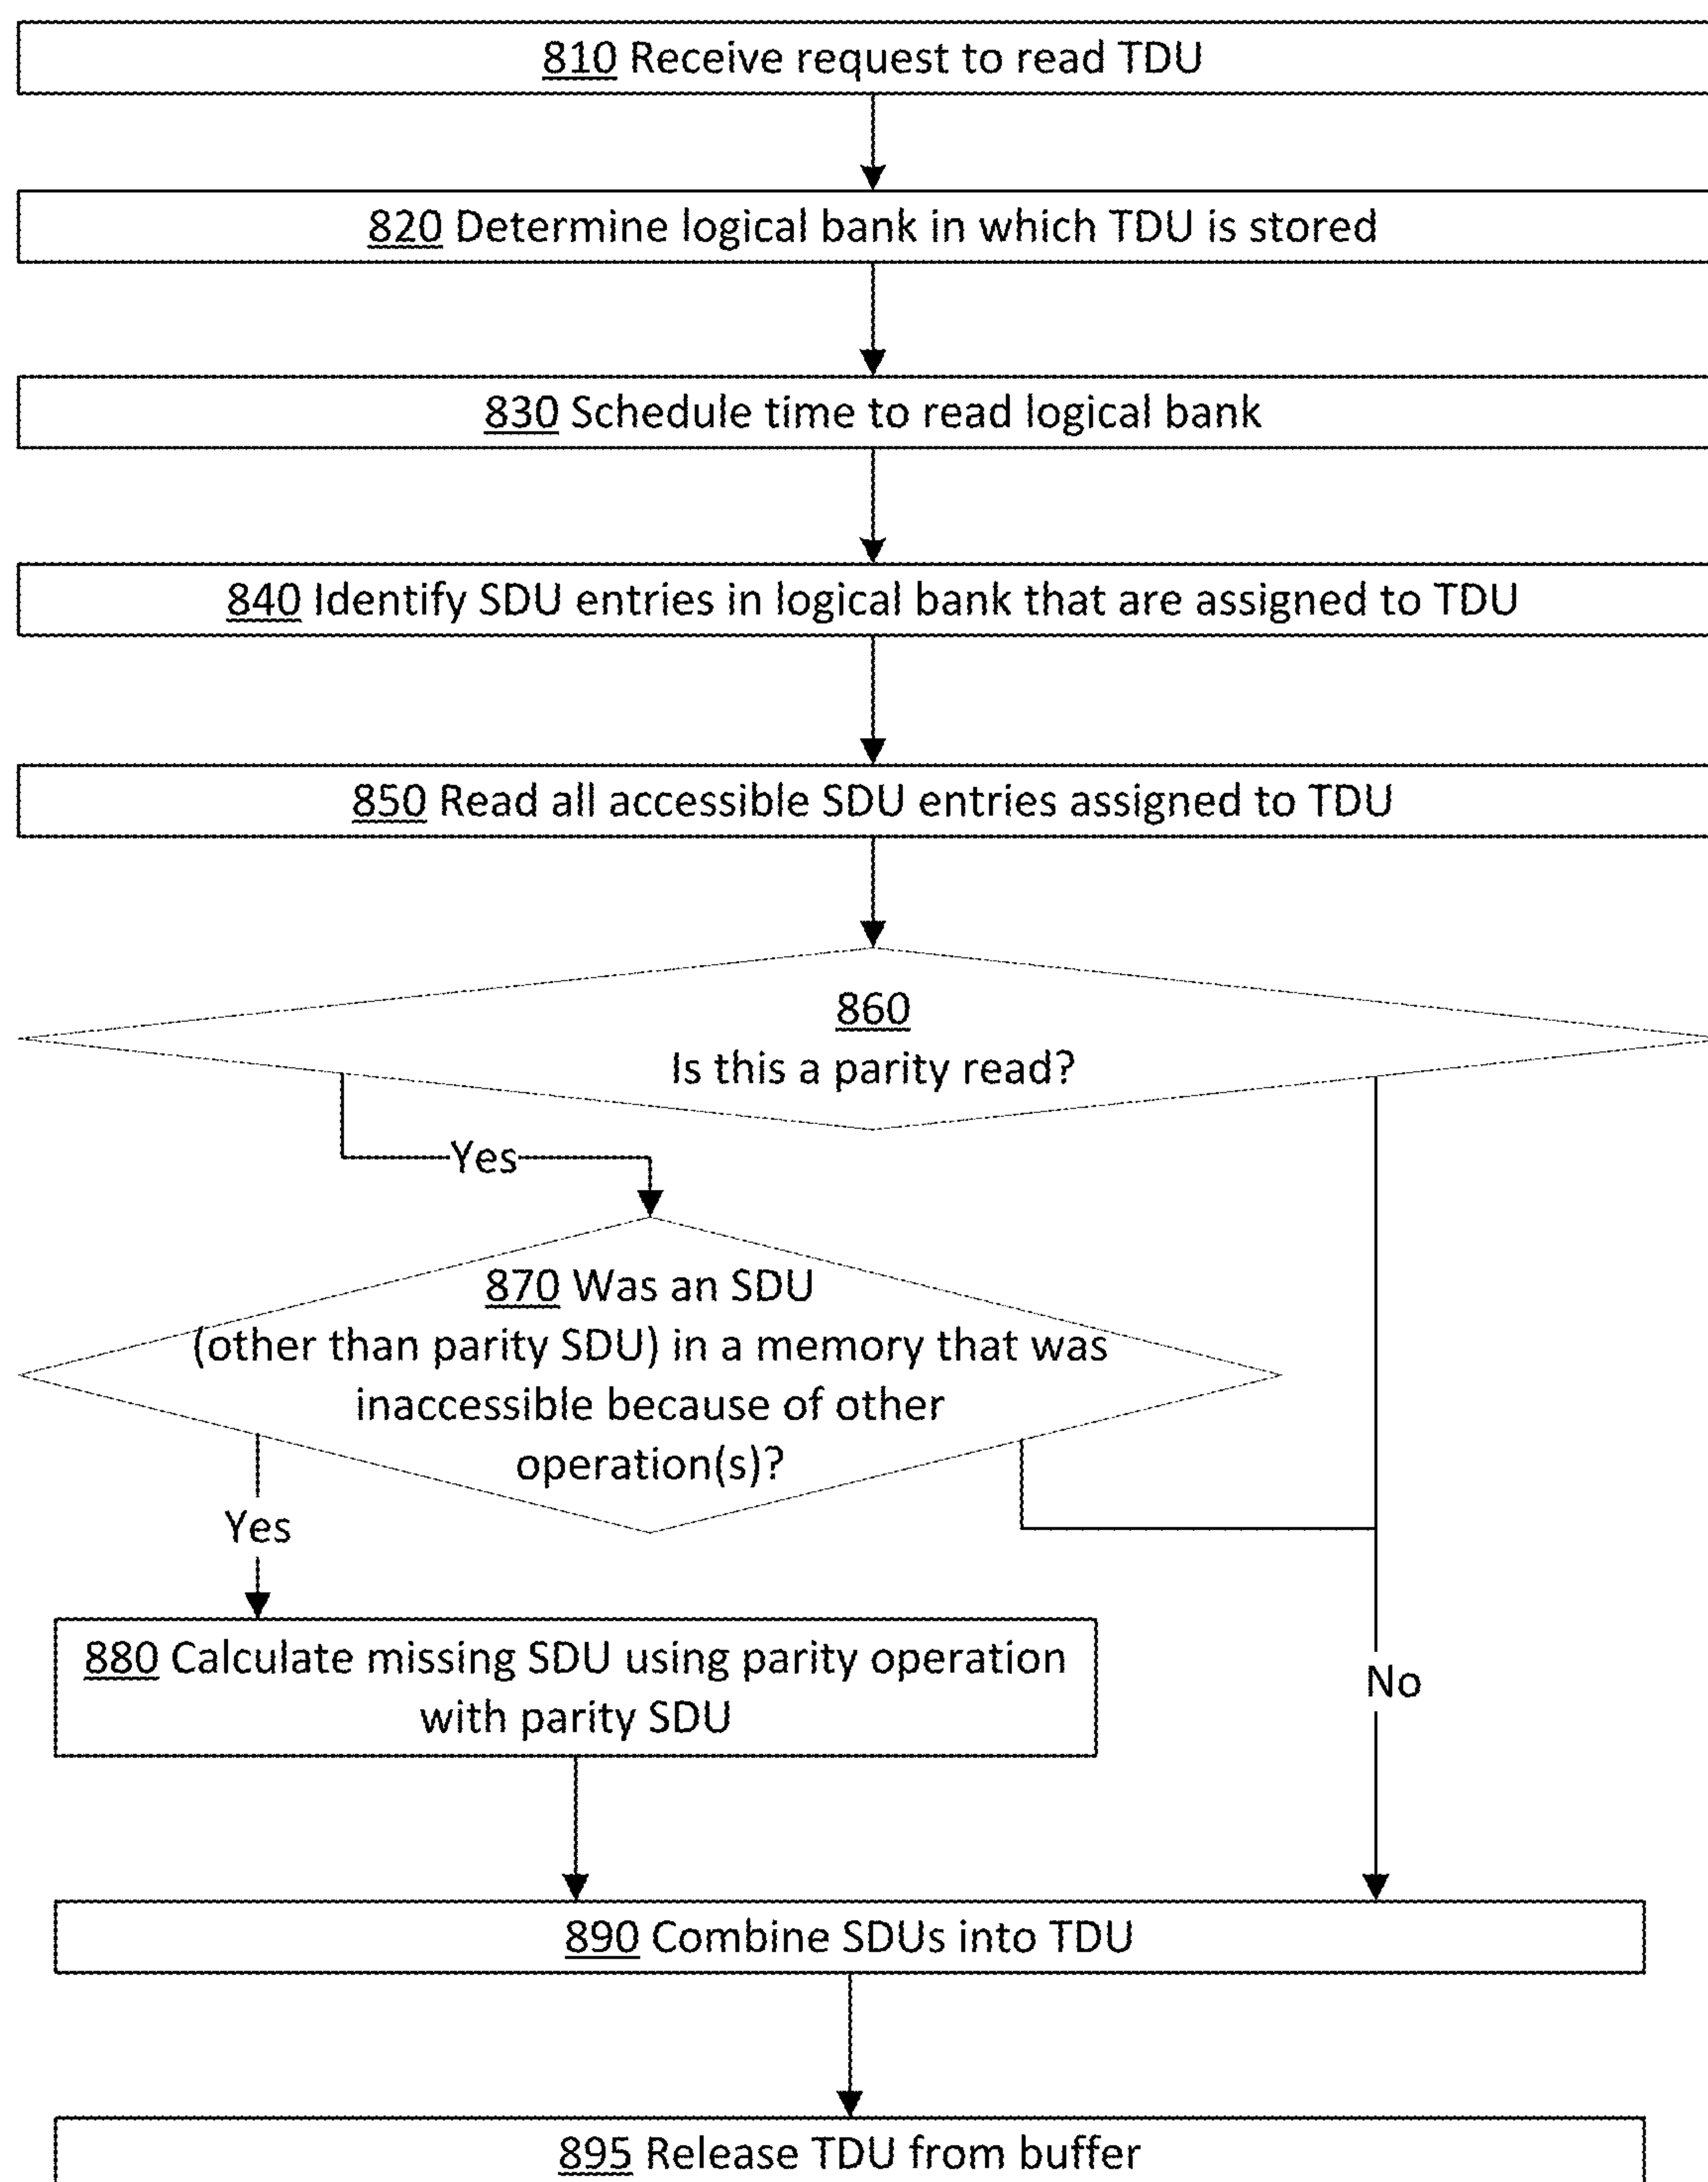 810 Receive request to read TDU
820 Determine logical bank in which TDU is stored
830 Schedule time to read logical bank
840 Identify SDU entries in logical bank that are assigned to TDU
850 Read all accessible SDU entries assigned to TDU
860
Is this a parity read?
Yes
870 Was an SDU
(other than parity SDU) in a memory that was
inaccessible because of other
operation(s)?
Yes
880 Calculate missing SDU using parity operation
with parity SDU
No
890 Combine SDUs into TDU
895 Release TDU from buffer